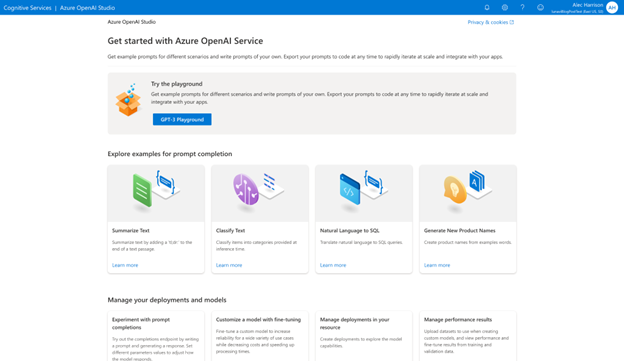 Cognitive Services | Azure OpenAI Studio
Alec Harrison
AH
Azure OpenAI Studio
Privacy & cookies
Get started with Azure OpenAI Service
Get example prompts for different scenarios and write prompts of your own. Export your prompts to code at any time to rapidly iterate at scale and integrate with your apps.
Try the playground
Get example prompts for different scenarios and write prompts of your own. Export your prompts to code at any time to rapidly iterate at scale and
integrate with your apps.
GPT-3 Playground
Explore examples for prompt completion
Summarize Text
Summarize text by adding a 'tl;dr:' to the
end of a text passage.
Learn more
Classify Text
Classify items into categories provided at
inference time.
Learn more
Natural Language to SQL
Translate natural language to SQL queries.
Learn more
A
Generate New Product Names
Create product names from examples words.
Learn more
Manage your deployments and models
Experiment with prompt
completions
Try out the completions endpoint by writing
a prompt and generating a response. Set
different parameters values to adjust how
the model responds.
Customize a model with fine-tuning
Fine-tune a custom model to increase
reliability for a wide variety of use cases
while decreasing costs and speeding up
processing times.
Manage deployments in your
resource
Create deployments to explore the model
capabilities.
Manage performance results
Upload datasets to use when creating
custom models, and view performance and
fine-tune results from training and
validation data.